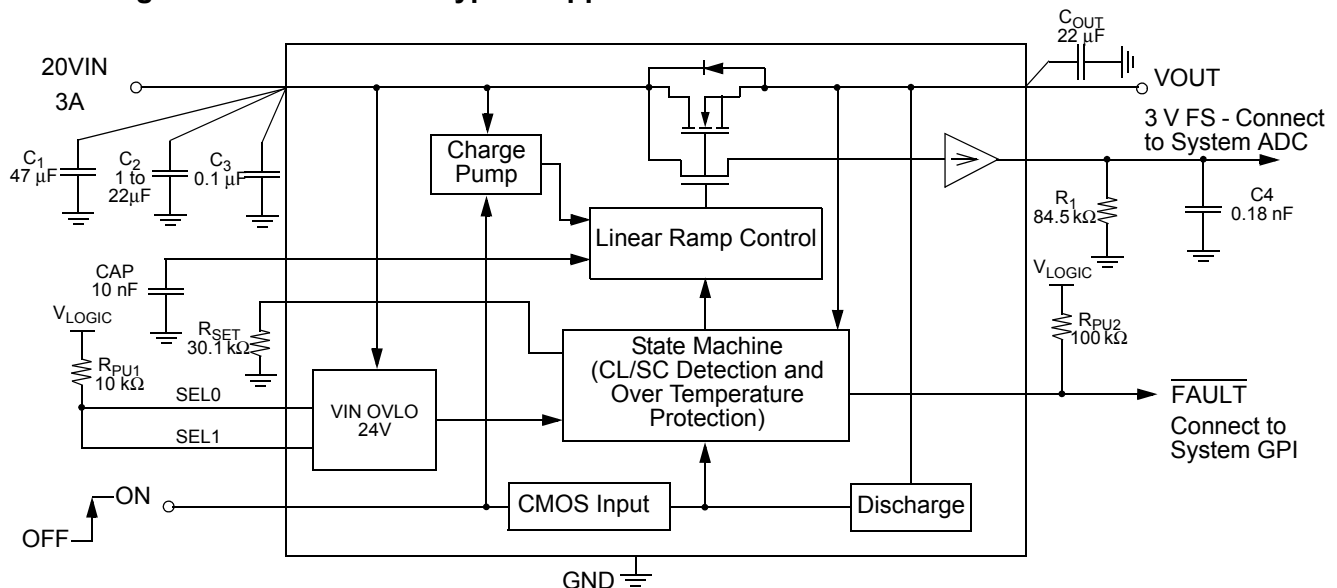 20VIN
3A
C1
47 μF
C2
1 to
22μF
C3
0.1 μF
COUT
22 μF
VOUT
3 V FS - Connect
to System ADC
Charge
Pump
Linear Ramp Control
R1
84.5 kΩ
C4
0.18 nF
CAP
10 nF
VLOGIC
RSET
30.1 kΩ
RPU1
10 kΩ
SEL0
SEL1
VIN OVLO
24V
State Machine
(CL/SC Detection and
Over Temperature
Protection)
VLOGIC
RPU2
100 kΩ
FAULT
Connect to
System GPI
ON
OFF
CMOS Input
Discharge
GND